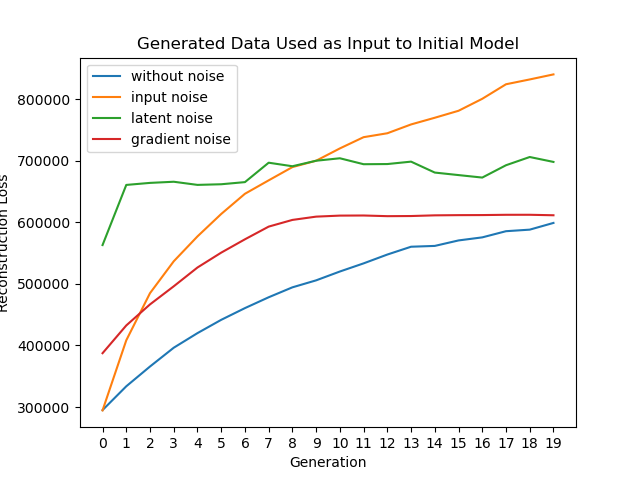 Generated Data Used as Input to Initial Model
without noise
input noise
latent noise
gradient noise
800000
700000
600000
500000
400000
300000
Reconstruction Loss
0 1 2 3 4 5 6 7 8 9 10 11 12 13 14 15 16 17 18 19
Generation